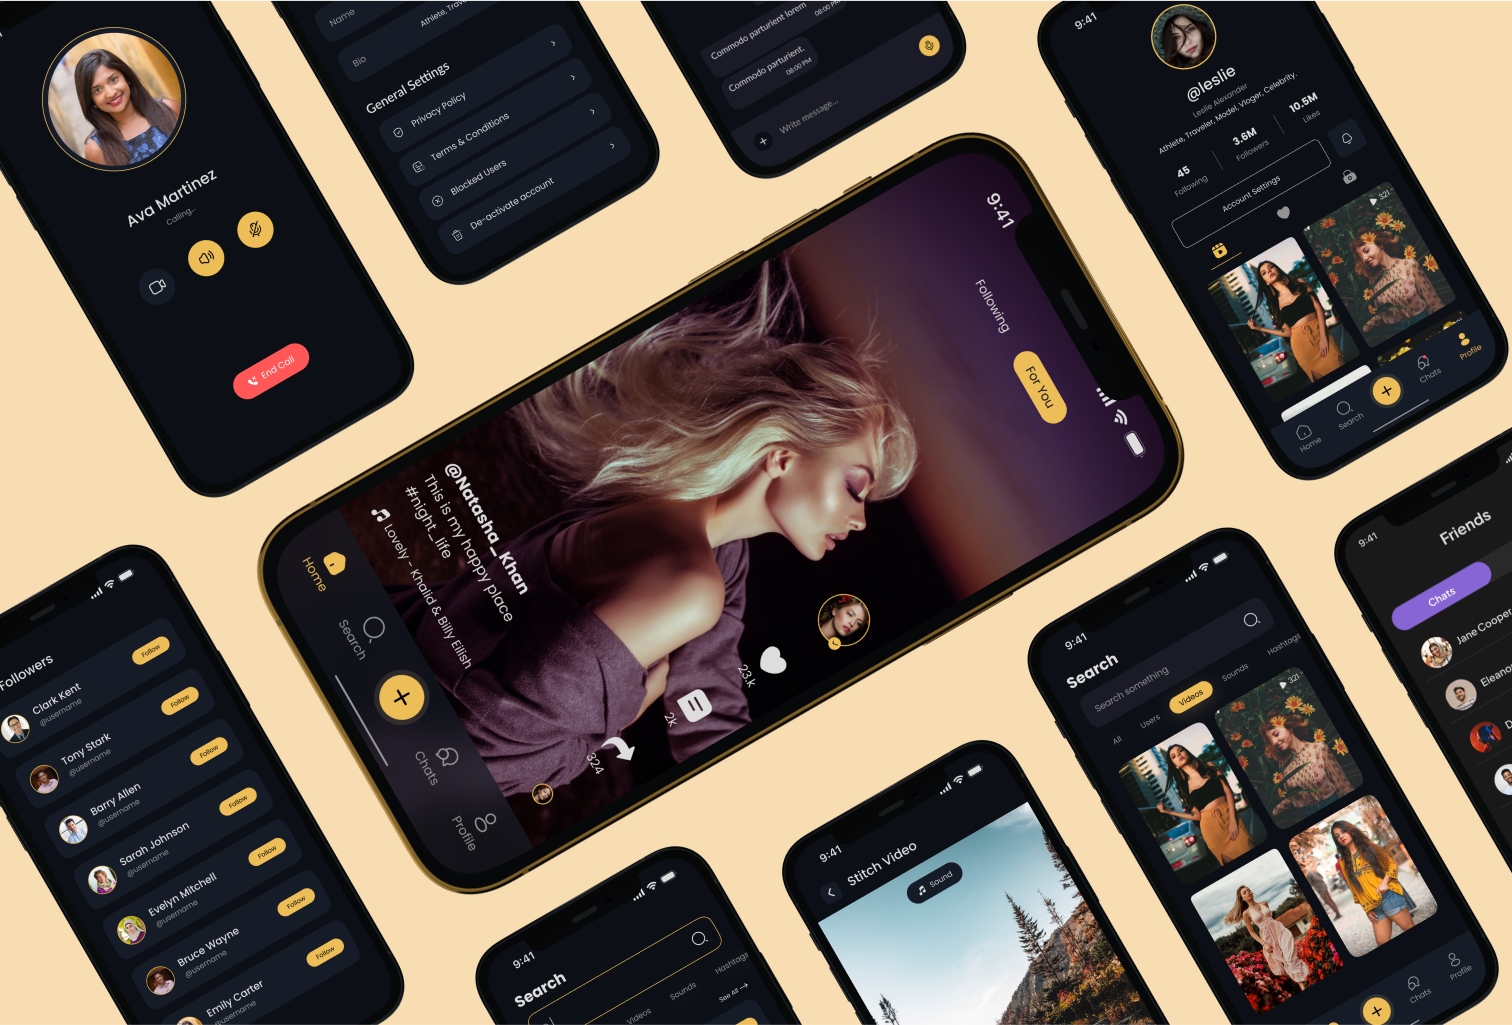 Ava Martinez
Calling...
End Call
Name
Athlete, Travel
Bio
General Settings
Privacy Policy
Terms & Conditions
Blocked Users
De-activate account
Commodo parturient lorem
08:00 PM
Commodo parturient.
08:00 PM
Write message...
9:41
@leslie
Leslie Alexander
Athlete, Traveler, Model, Vloger, Celebrity.
45
Following
3.6M
Followers
10.5M
Likes
Account Settings
321
Home
Search
Chats
Profile
9:41
Following
For You
@Natasha_Khan
This is my happy place
#night_life
Lovely - Khalid & Billy Eilish
23.k
2k
324
Home
Search
Chats
Profile
Followers
Clark Kent
@username
Follow
Tony Stark
@username
Follow
Barry Allen
@username
Follow
Sarah Johnson
@username
Follow
Evelyn Mitchell
@username
Follow
Bruce Wayne
@username
Follow
Emily Carter
Follow
9:41
Search
Videos
Sounds
Hashtags
See All
9:41
Stitch Video
Sound
9:41
Search
Search something
All
Users
Videos
Sounds
Hashtags
321
Chats
Profile
9:41
Friends
Chats
Jane Cooper
Eleano
D